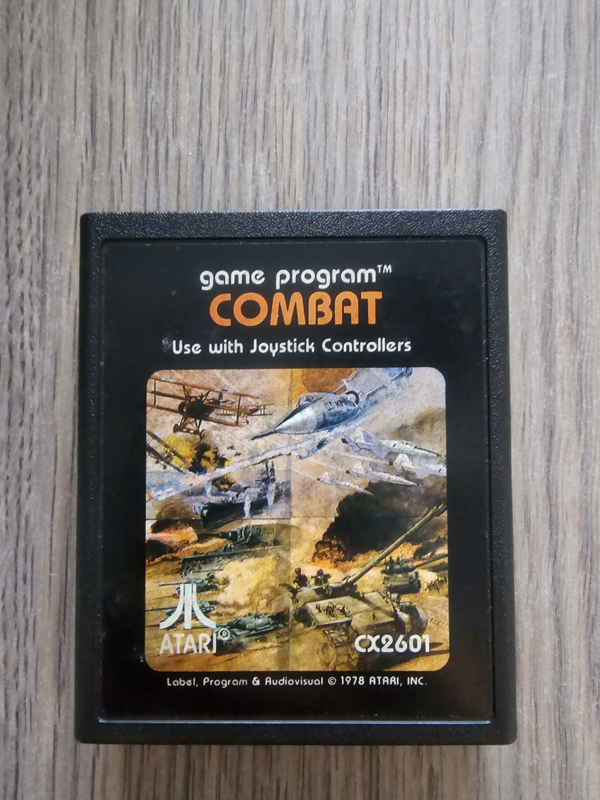 game program™
COMBAT
Use with Joystick Controllers
ATARI®
CX2601
Label, Program & Audiovisual © 1978 ATARI, INC.